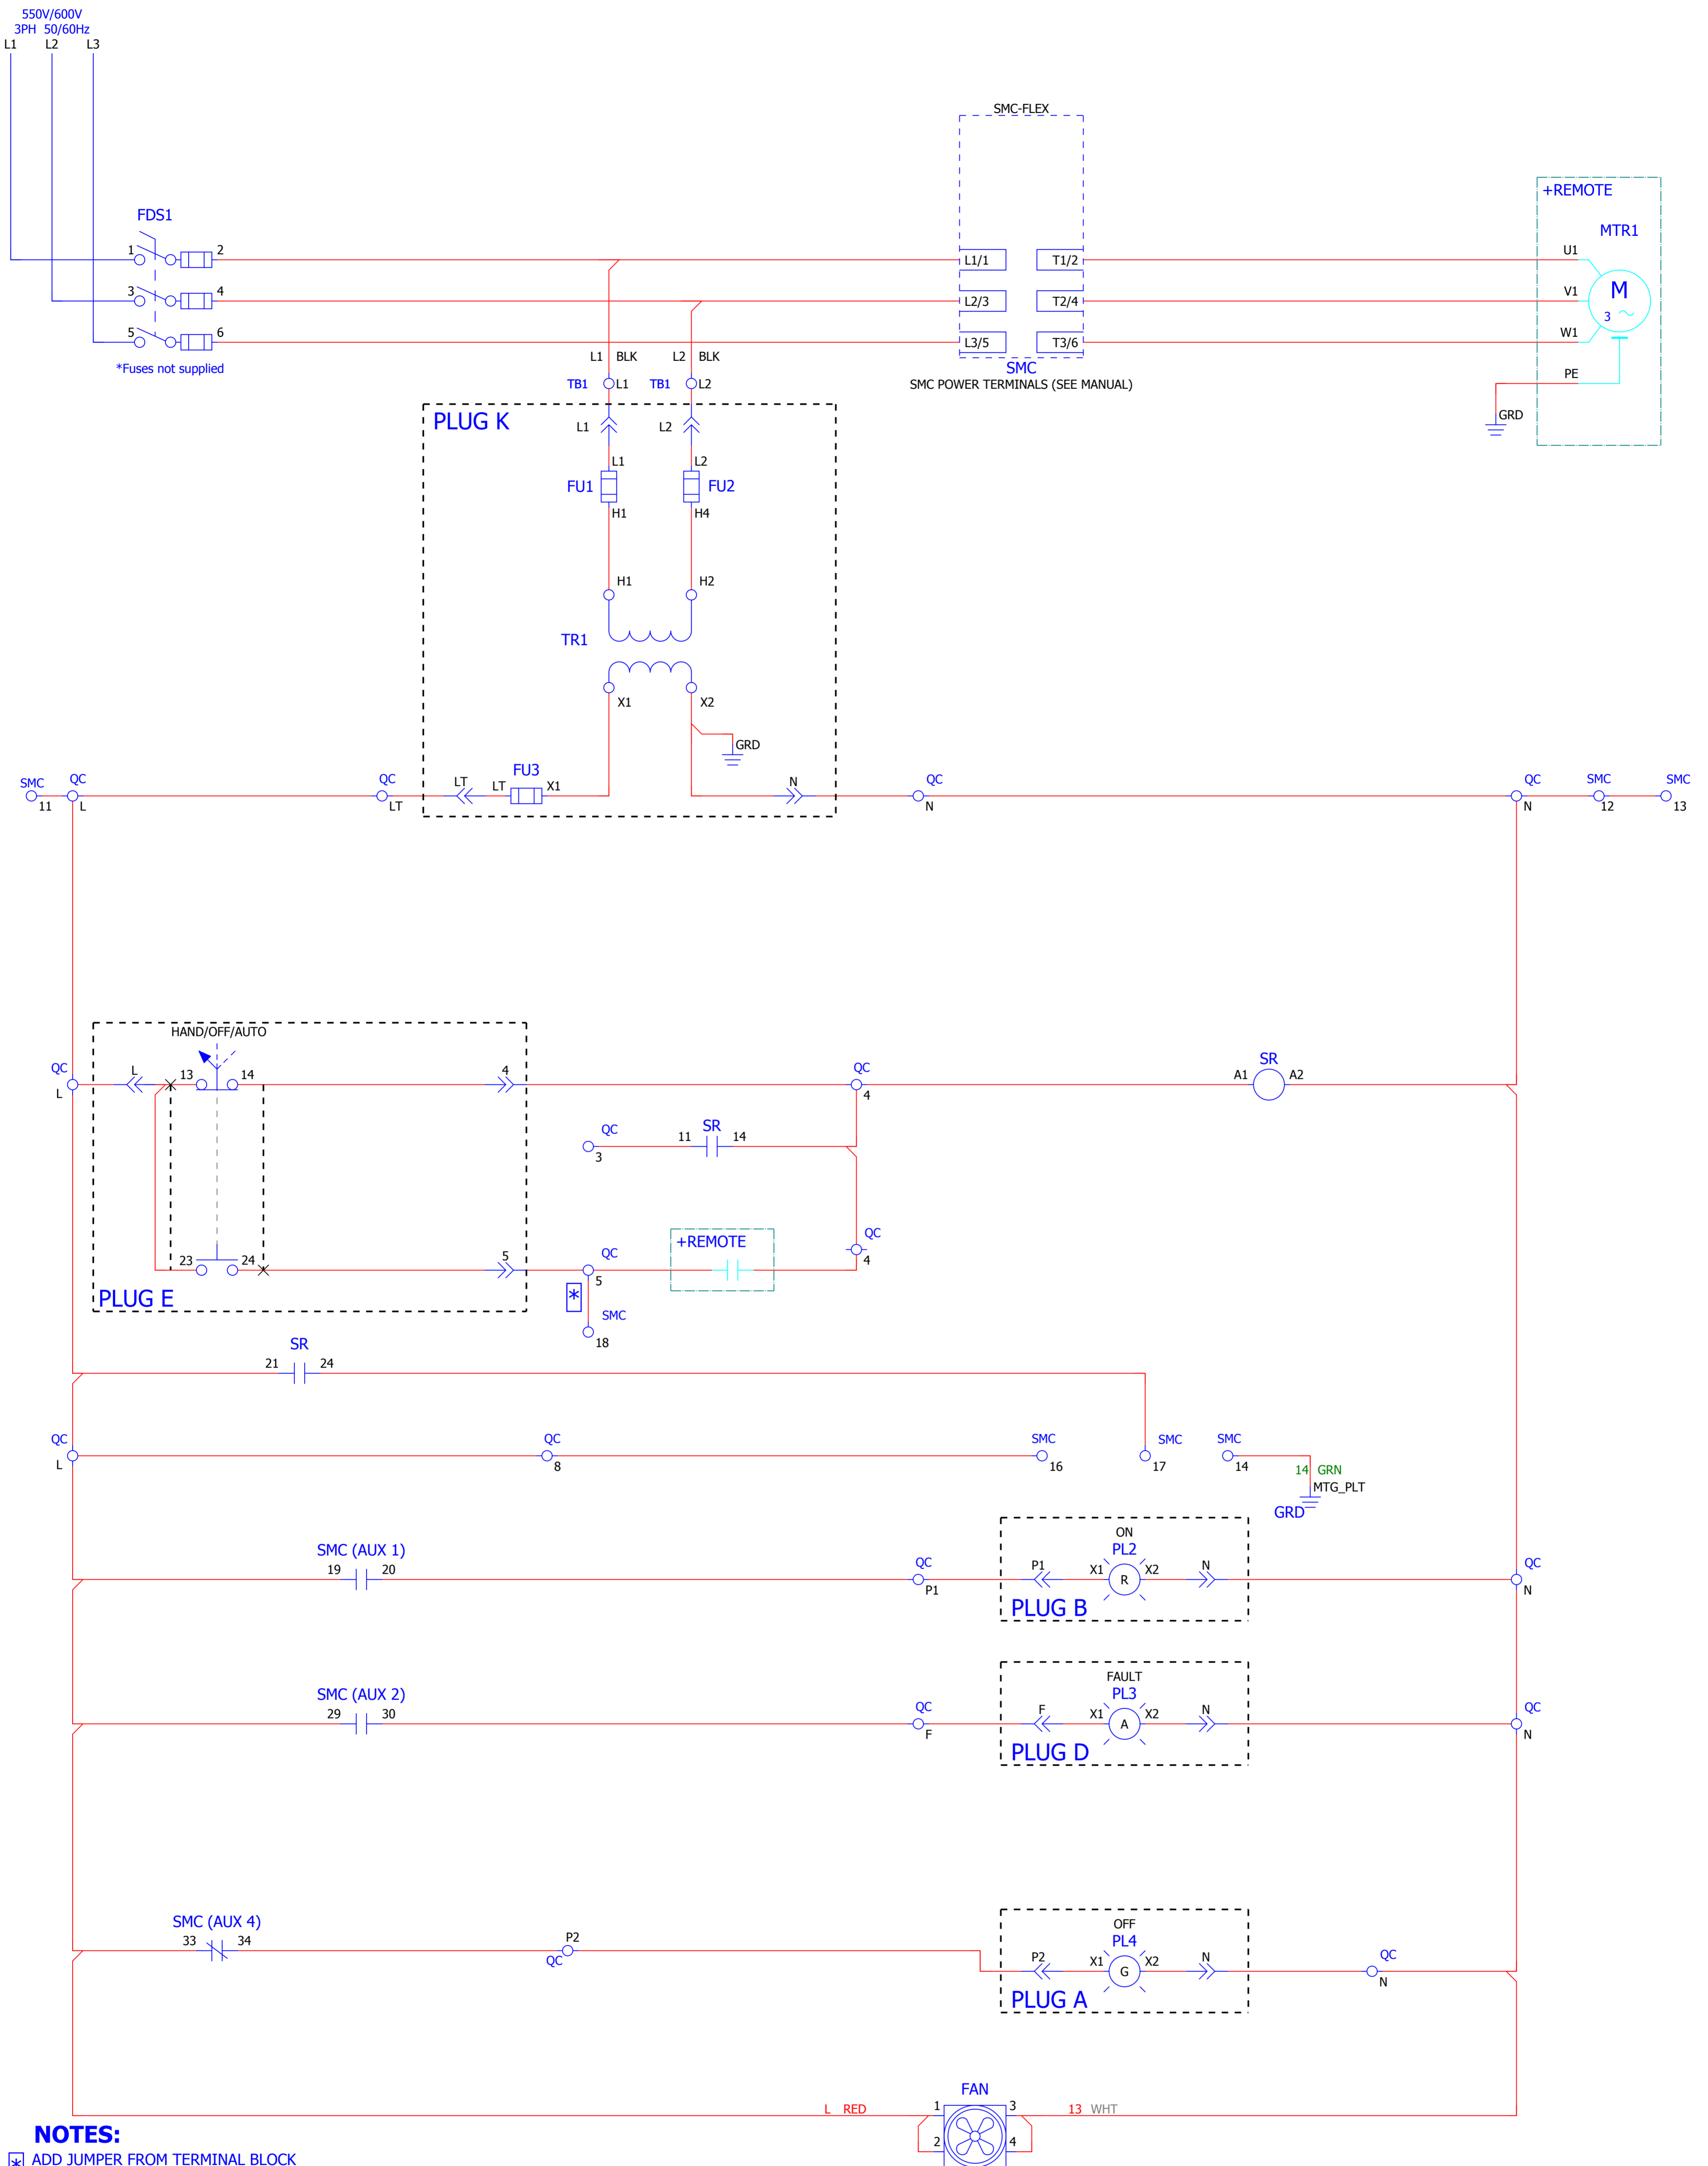 550V/600V
3PH 50/60Hz
L1 L2 L3
SMC-FLEX
+REMOTE
MTR1
FDS1
1 2 L1/1 T1/2 U1
3 4 L2/3 T2/4 V1 M
3
5 6 L3/5 T3/6 W1
*Fuses not supplied
L1 BLK L2 BLK
SMC
SMC POWER TERMINALS (SEE MANUAL)
PE
GRD
TB1 L1 TB1 L2
PLUG K
L1 L2
L1 L2
FU1 FU2
H1 H4
H1 H2
TR1
X1 X2
GRD
SMC QC QC LT LT FU3 X1 N QC QC SMC SMC
11 L LT N N 12 13
HAND/OFF/AUTO
QC L 13 14 4 QC SR
A1 A2
L 4
QC 11 SR 14
3
+REMOTE
QC
4
23 24 5 QC
5
PLUG E
*
SMC
18
SR
21 24
QC QC SMC SMC SMC
L 8 16 17 14
14 GRN
MTG_PLT
GRD
ON
SMC (AUX 1) PL2
19 20 QC P1 X1 R X2 N QC
P1 N
PLUG B
FAULT
SMC (AUX 2) PL3
29 30 QC F X1 A X2 N QC
F N
PLUG D
OFF
SMC (AUX 4) PL4
33 34 P2
QC
P2 X1 G X2 N QC
N
PLUG A
FAN
L RED 1 3 13 WHT
2 4
NOTES:
* ADD JUMPER FROM TERMINAL BLOCK